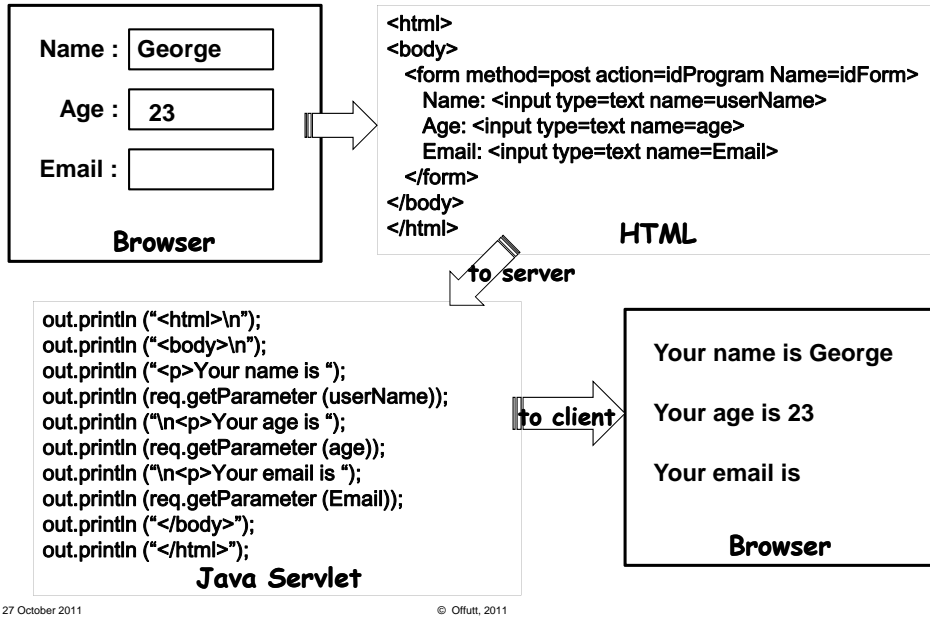 Name : George
Age : 23
Email :
Browser
<html>
<body>
<form method=post action=idProgram Name=idForm>
Name: <input type=text name=userName>
Age: <input type=text name=age>
Email: <input type=text name=Email>
</form>
</body>
</html>
HTML
to server
out.println (“<html>\n”);
out.println (“<body>\n”);
out.println (“<p>Your name is “);
out.println (req.getParameter (userName));
out.println (“\n<p>Your age is “);
out.println (req.getParameter (age));
out.println (“\n<p>Your email is “);
out.println (req.getParameter (Email));
out.println (“</body>”);
out.println (“</html>”);
Java Servlet
to client
Your name is George
Your age is 23
Your email is
Browser
27 October 2011
© Offutt, 2011